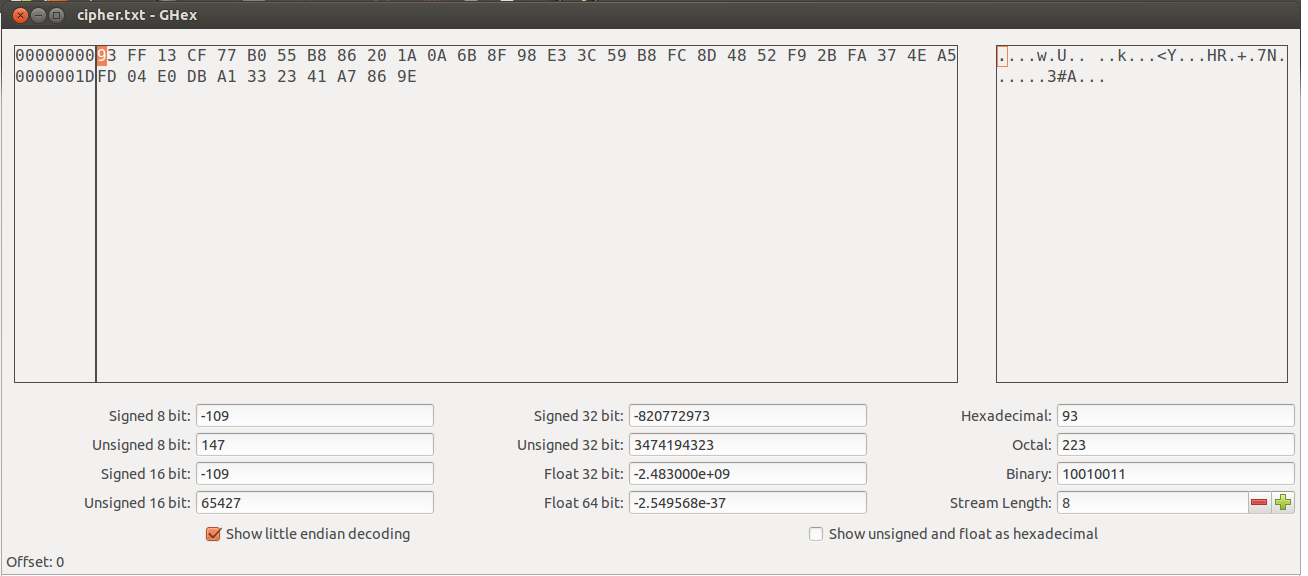 cipher.txt - GHex
00000000 93 FF 13 CF 77 B0 55 B8 86 20 1A 0A 6B 8F 98 E3 3C 59 B8 FC 8D 48 52 F9 2B FA 37 4E A5 ....w.U.. ..k...<Y...HR.+.7N.
0000001D FD 04 E0 DB A1 33 23 41 A7 86 9E .....3#A...
Signed 8 bit: -109 Signed 32 bit: -820772973 Hexadecimal: 93
Unsigned 8 bit: 147 Unsigned 32 bit: 3474194323 Octal: 223
Signed 16 bit: -109 Float 32 bit: -2.483000e+09 Binary: 10010011
Unsigned 16 bit: 65427 Float 64 bit: -2.549568e-37 Stream Length: 8
Show little endian decoding Show unsigned and float as hexadecimal
Offset: 0